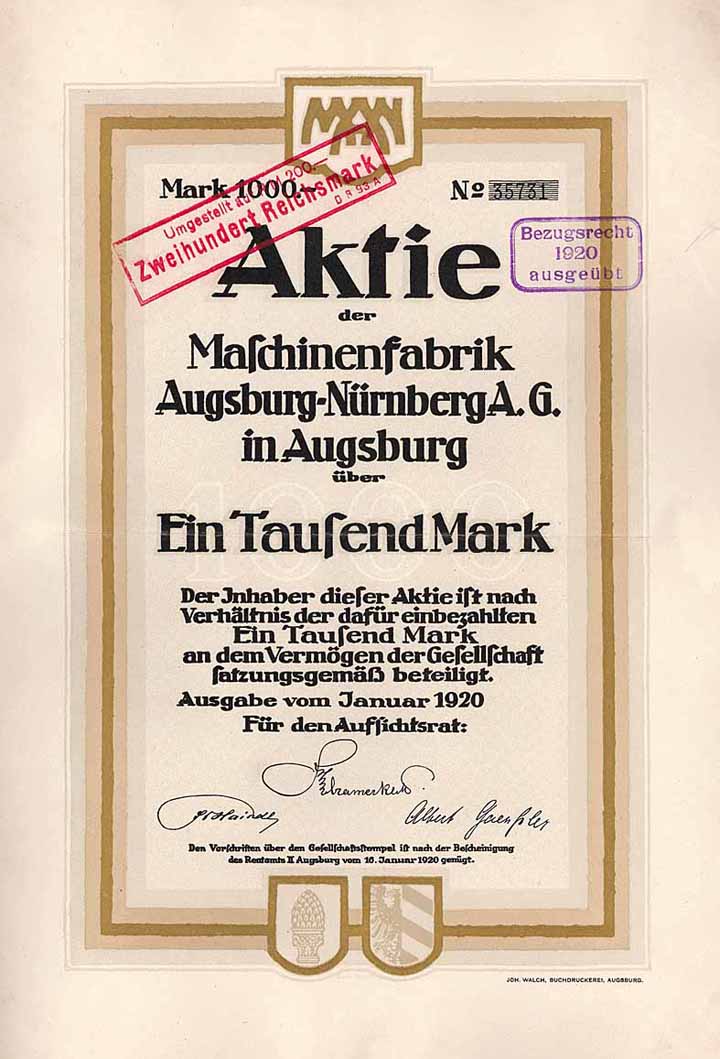 MAN
Mark 1000.—
No 35731
Umgestellt auf RM 200.—
Zweihundert Reichsmark
D R 93 A
Bezugsrecht
1920
ausgeübt
Aktie
der
Maſchinenfabrik
Augsburg-Nürnberg A. G.
in Augsburg
über
1000
Ein Tauſend Mark
Der Inhaber dieſer Aktie iſt nach
Verhältnis der dafür einbezahlten
Ein Tauſend Mark
an dem Vermögen der Geſellſchaft
ſatzungsgemäß beteiligt.
Ausgabe vom Januar 1920
Für den Aufſichtsrat:
Albert
Den Vorſchriften über den Geſellſchaftsſtempel iſt nach der Beſcheinigung
des Rentamts II Augsburg vom 16. Januar 1920 genügt.
JOH. WALCH, BUCHDRUCKEREI, AUGSBURG.